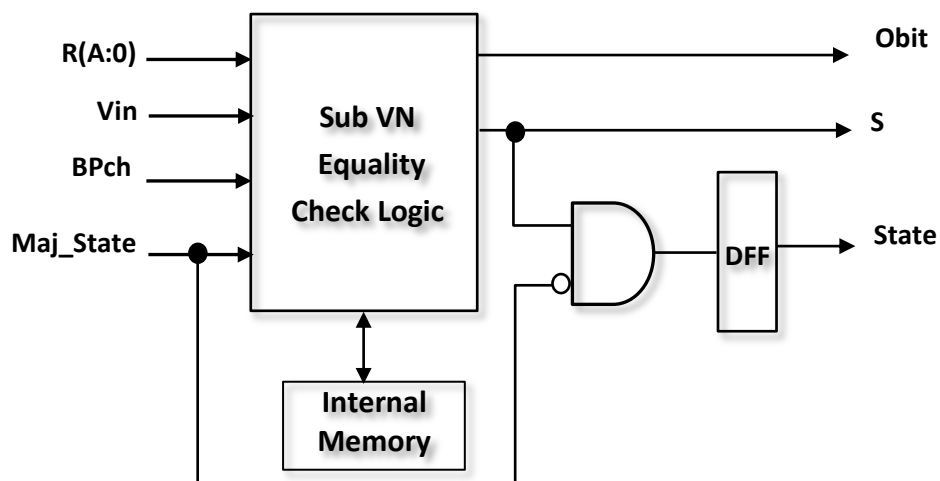 R(A:0)
Vin
BPch
Maj_State
Sub VN
Equality
Check Logic
Internal
Memory
Obit
S
DFF
State